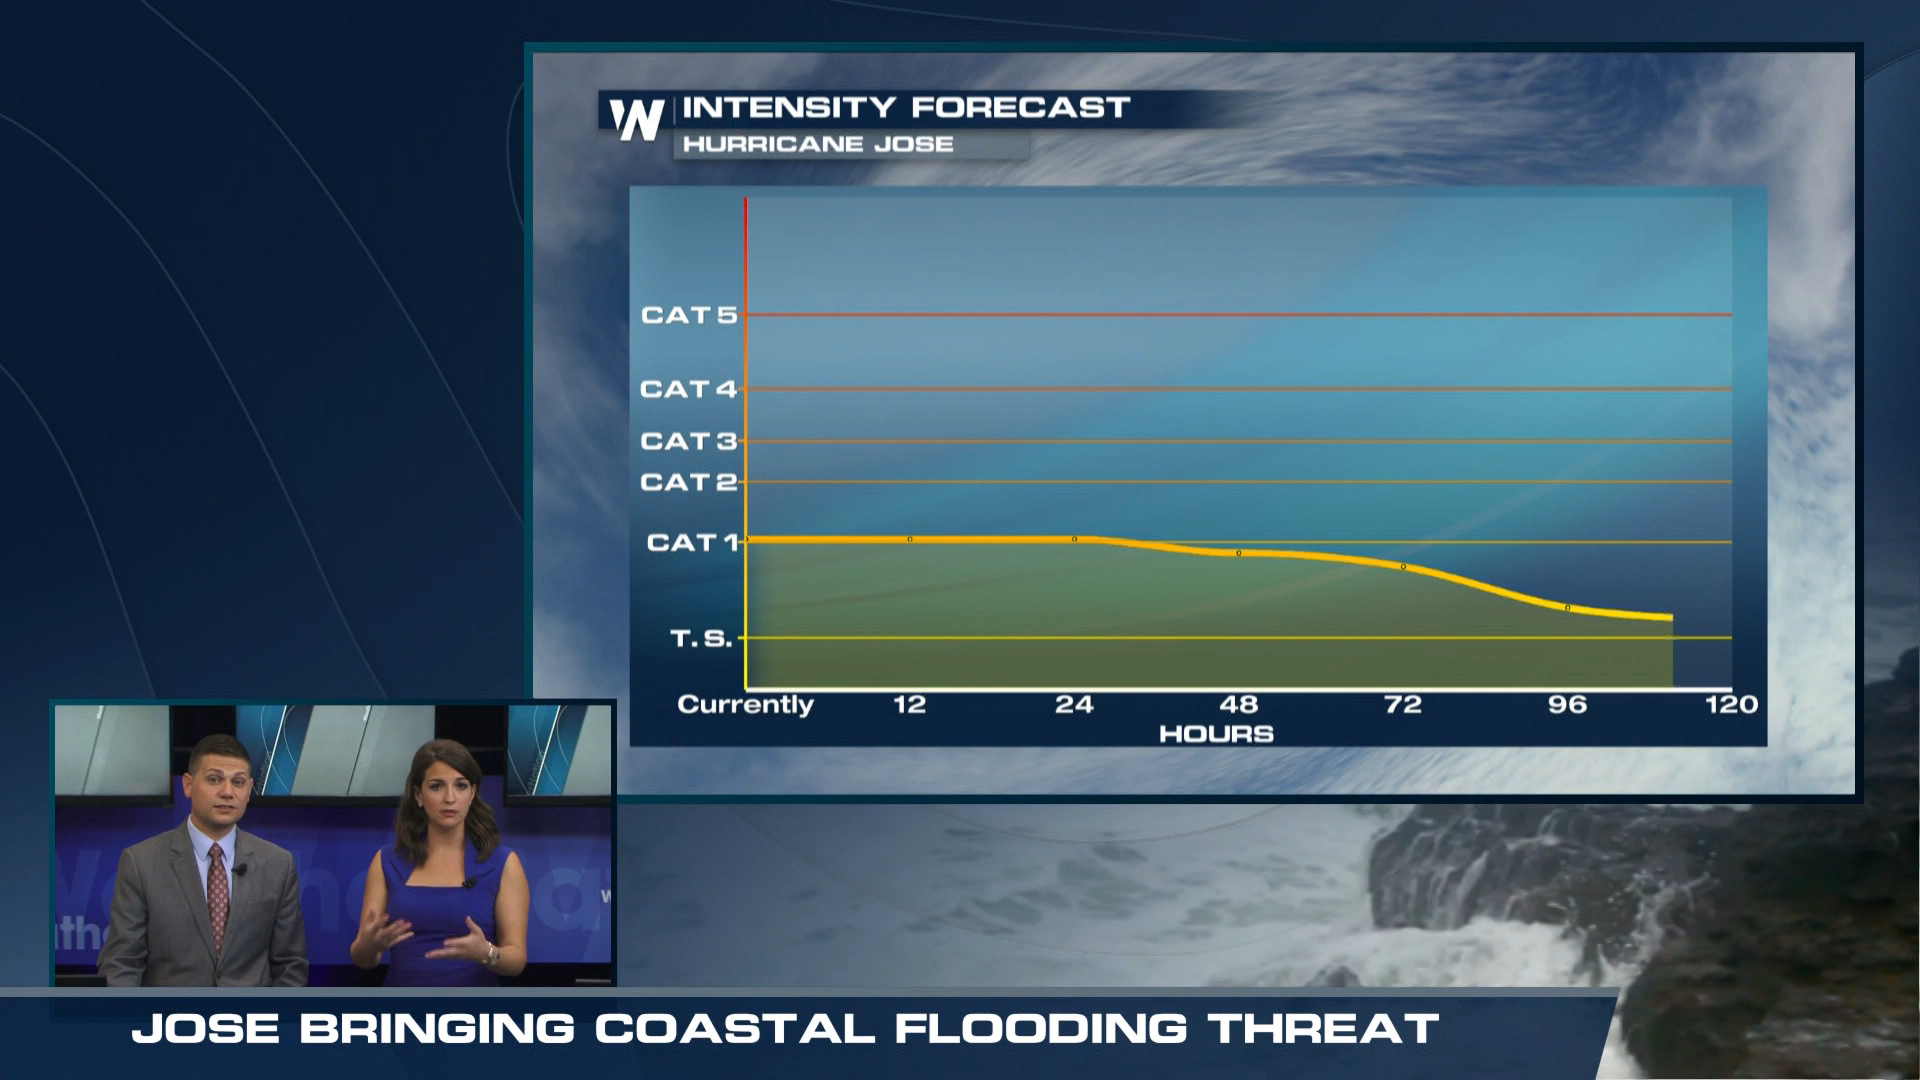 W
INTENSITY FORECAST
HURRICANE JOSE
CAT 5
CAT 4
CAT 3
CAT 2
CAT 1
T.S.
Currently 12 24 48 72 96 120
HOURS
JOSE BRINGING COASTAL FLOODING THREAT